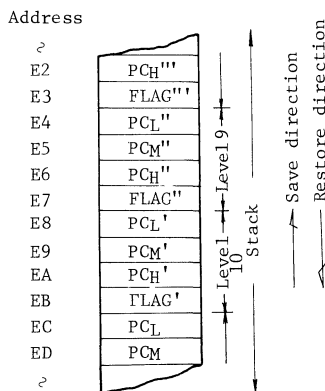 Address
E2 PCH'''
E3 FLAG'''
E4 PCL''
E5 PCM''
E6 PCH''
E7 FLAG''
E8 PCL'
E9 PCM'
EA PCH'
EB FLAG'
EC PCL
ED PCM
Level 9
Level 10
Stack
Save direction
Restore direction